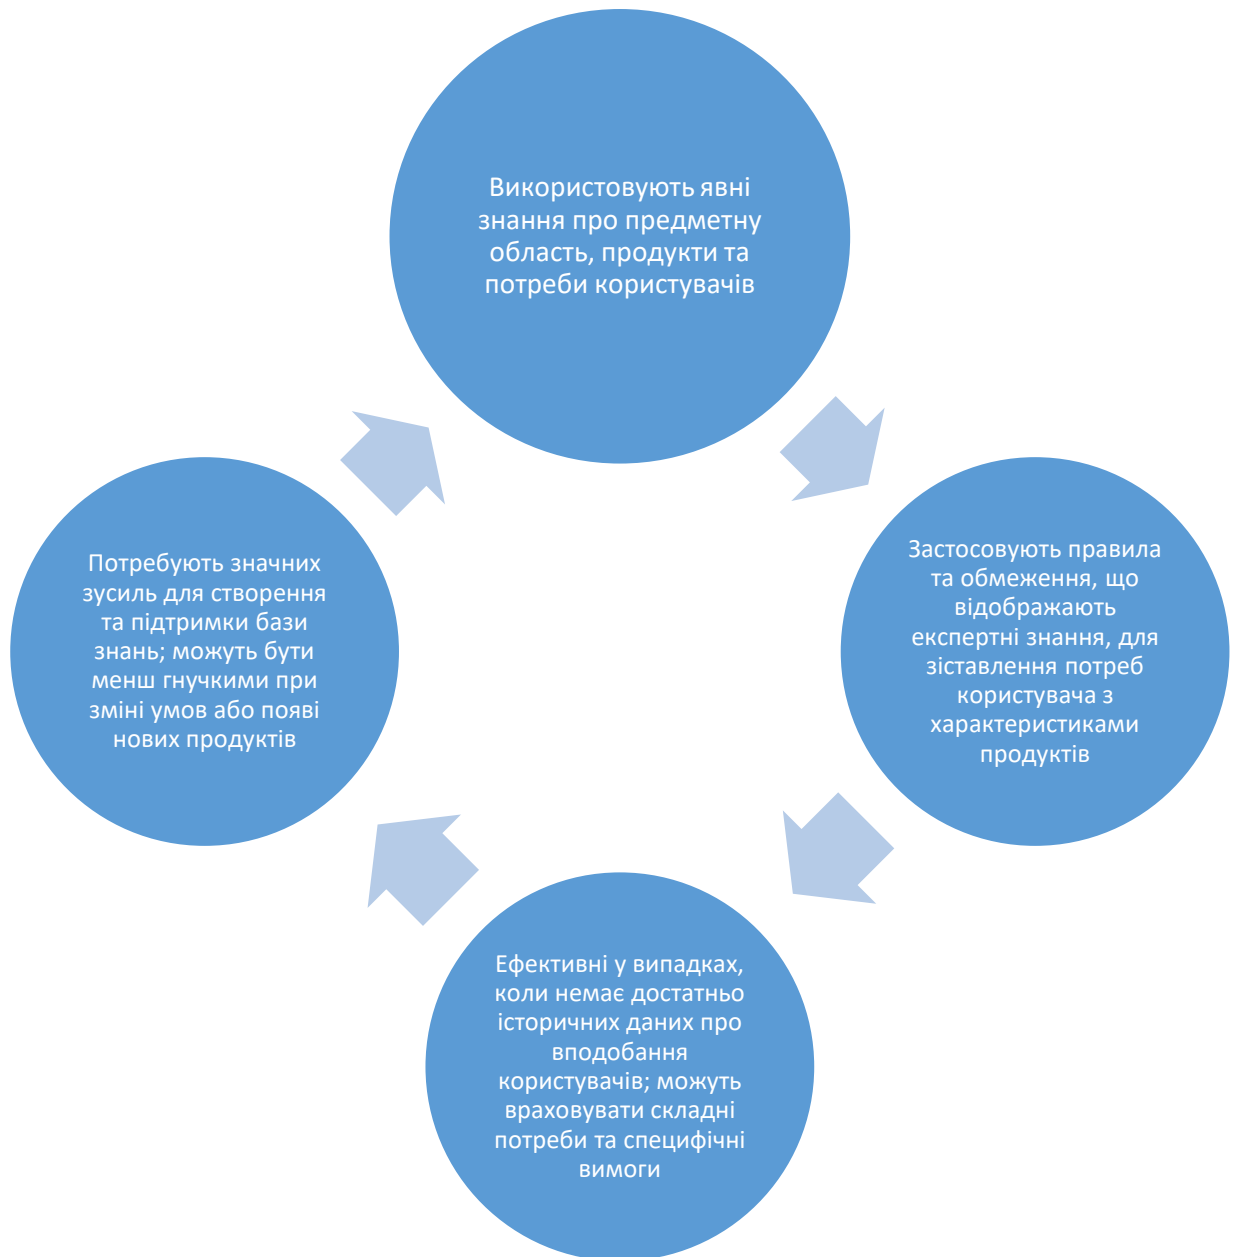 Використовують явні
знання про предметну
область, продукти та
потреби користувачів
Застосовують правила
та обмеження, що
відображають
експертні знання, для
зіставлення потреб
користувача з
характеристиками
продуктів
Ефективні у випадках,
коли немає достатньо
історичних даних про
вподобання
користувачів; можуть
враховувати складні
потреби та специфічні
вимоги
Потребують значних
зусиль для створення
та підтримки бази
знань; можуть бути
менш гнучкими при
зміні умов або появі
нових продуктів